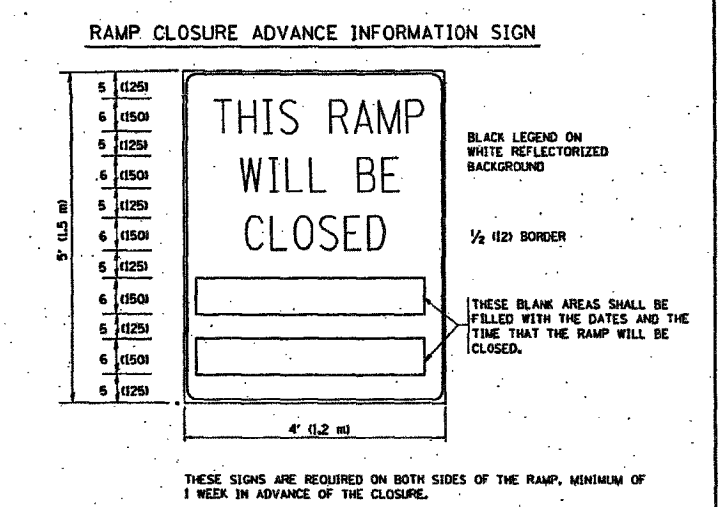 RAMP CLOSURE ADVANCE INFORMATION SIGN
5 (125)
6 (150)
5 (125)
6 (150)
5 (125)
6 (150)
5 (125)
6 (150)
5 (125)
6 (150)
5 (125)
5' (1.5 m)
THIS RAMP
WILL BE
CLOSED
BLACK LEGEND ON
WHITE REFLECTORIZED
BACKGROUND
1/2 (12) BORDER
THESE BLANK AREAS SHALL BE
FILLED WITH THE DATES AND THE
TIME THAT THE RAMP WILL BE
CLOSED.
4' (1.2 m)
THESE SIGNS ARE REQUIRED ON BOTH SIDES OF THE RAMP, MINIMUM OF
1 WEEK IN ADVANCE OF THE CLOSURE.